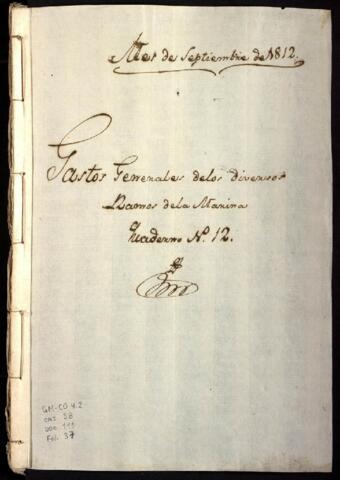 Mes de Septiembre de 1812.
Gastos Generales delos diversos
Ramos dela Marina
Quaderno N.º 12.
GM-CO 4.2
CAJ. 58
DOC. 111
Fol. 37